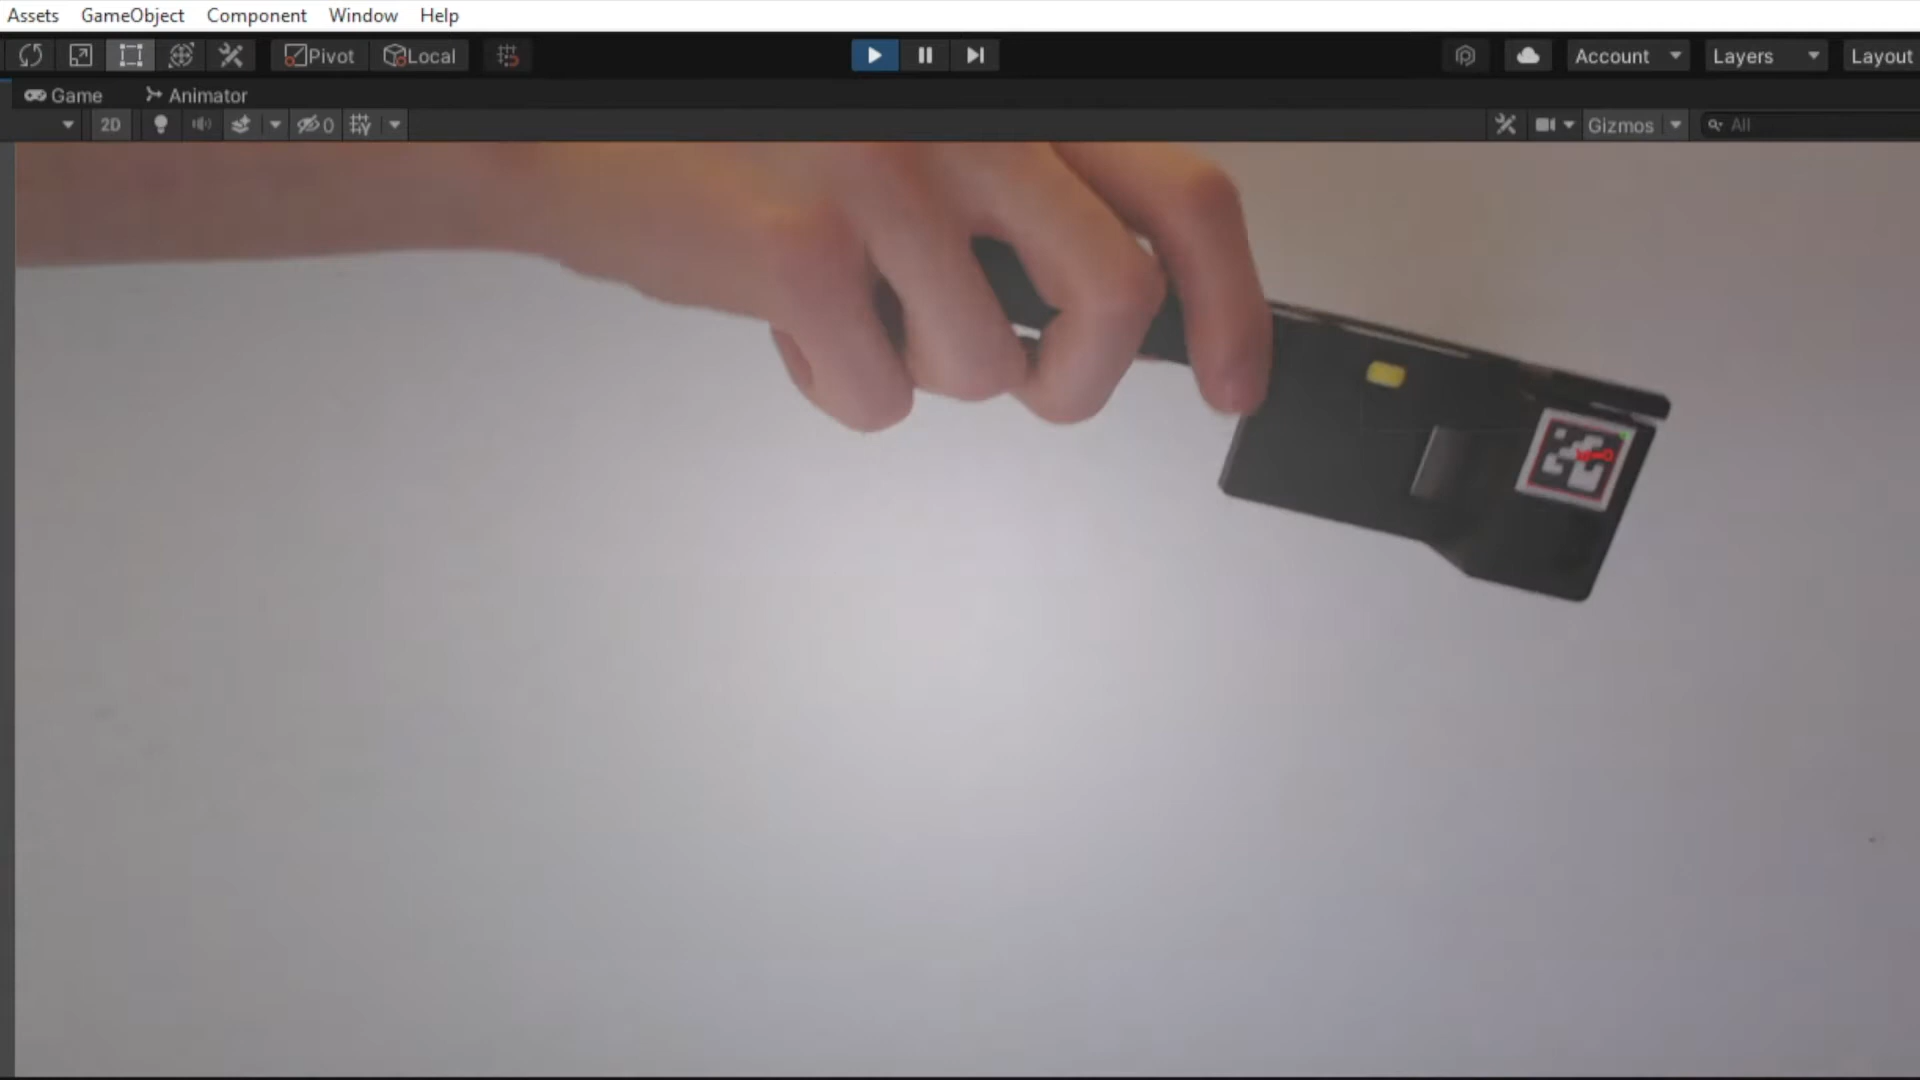 Assets GameObject Component Window Help
Pivot Local Account Layers Layout
Game Animator
2D 0 Gizmos All